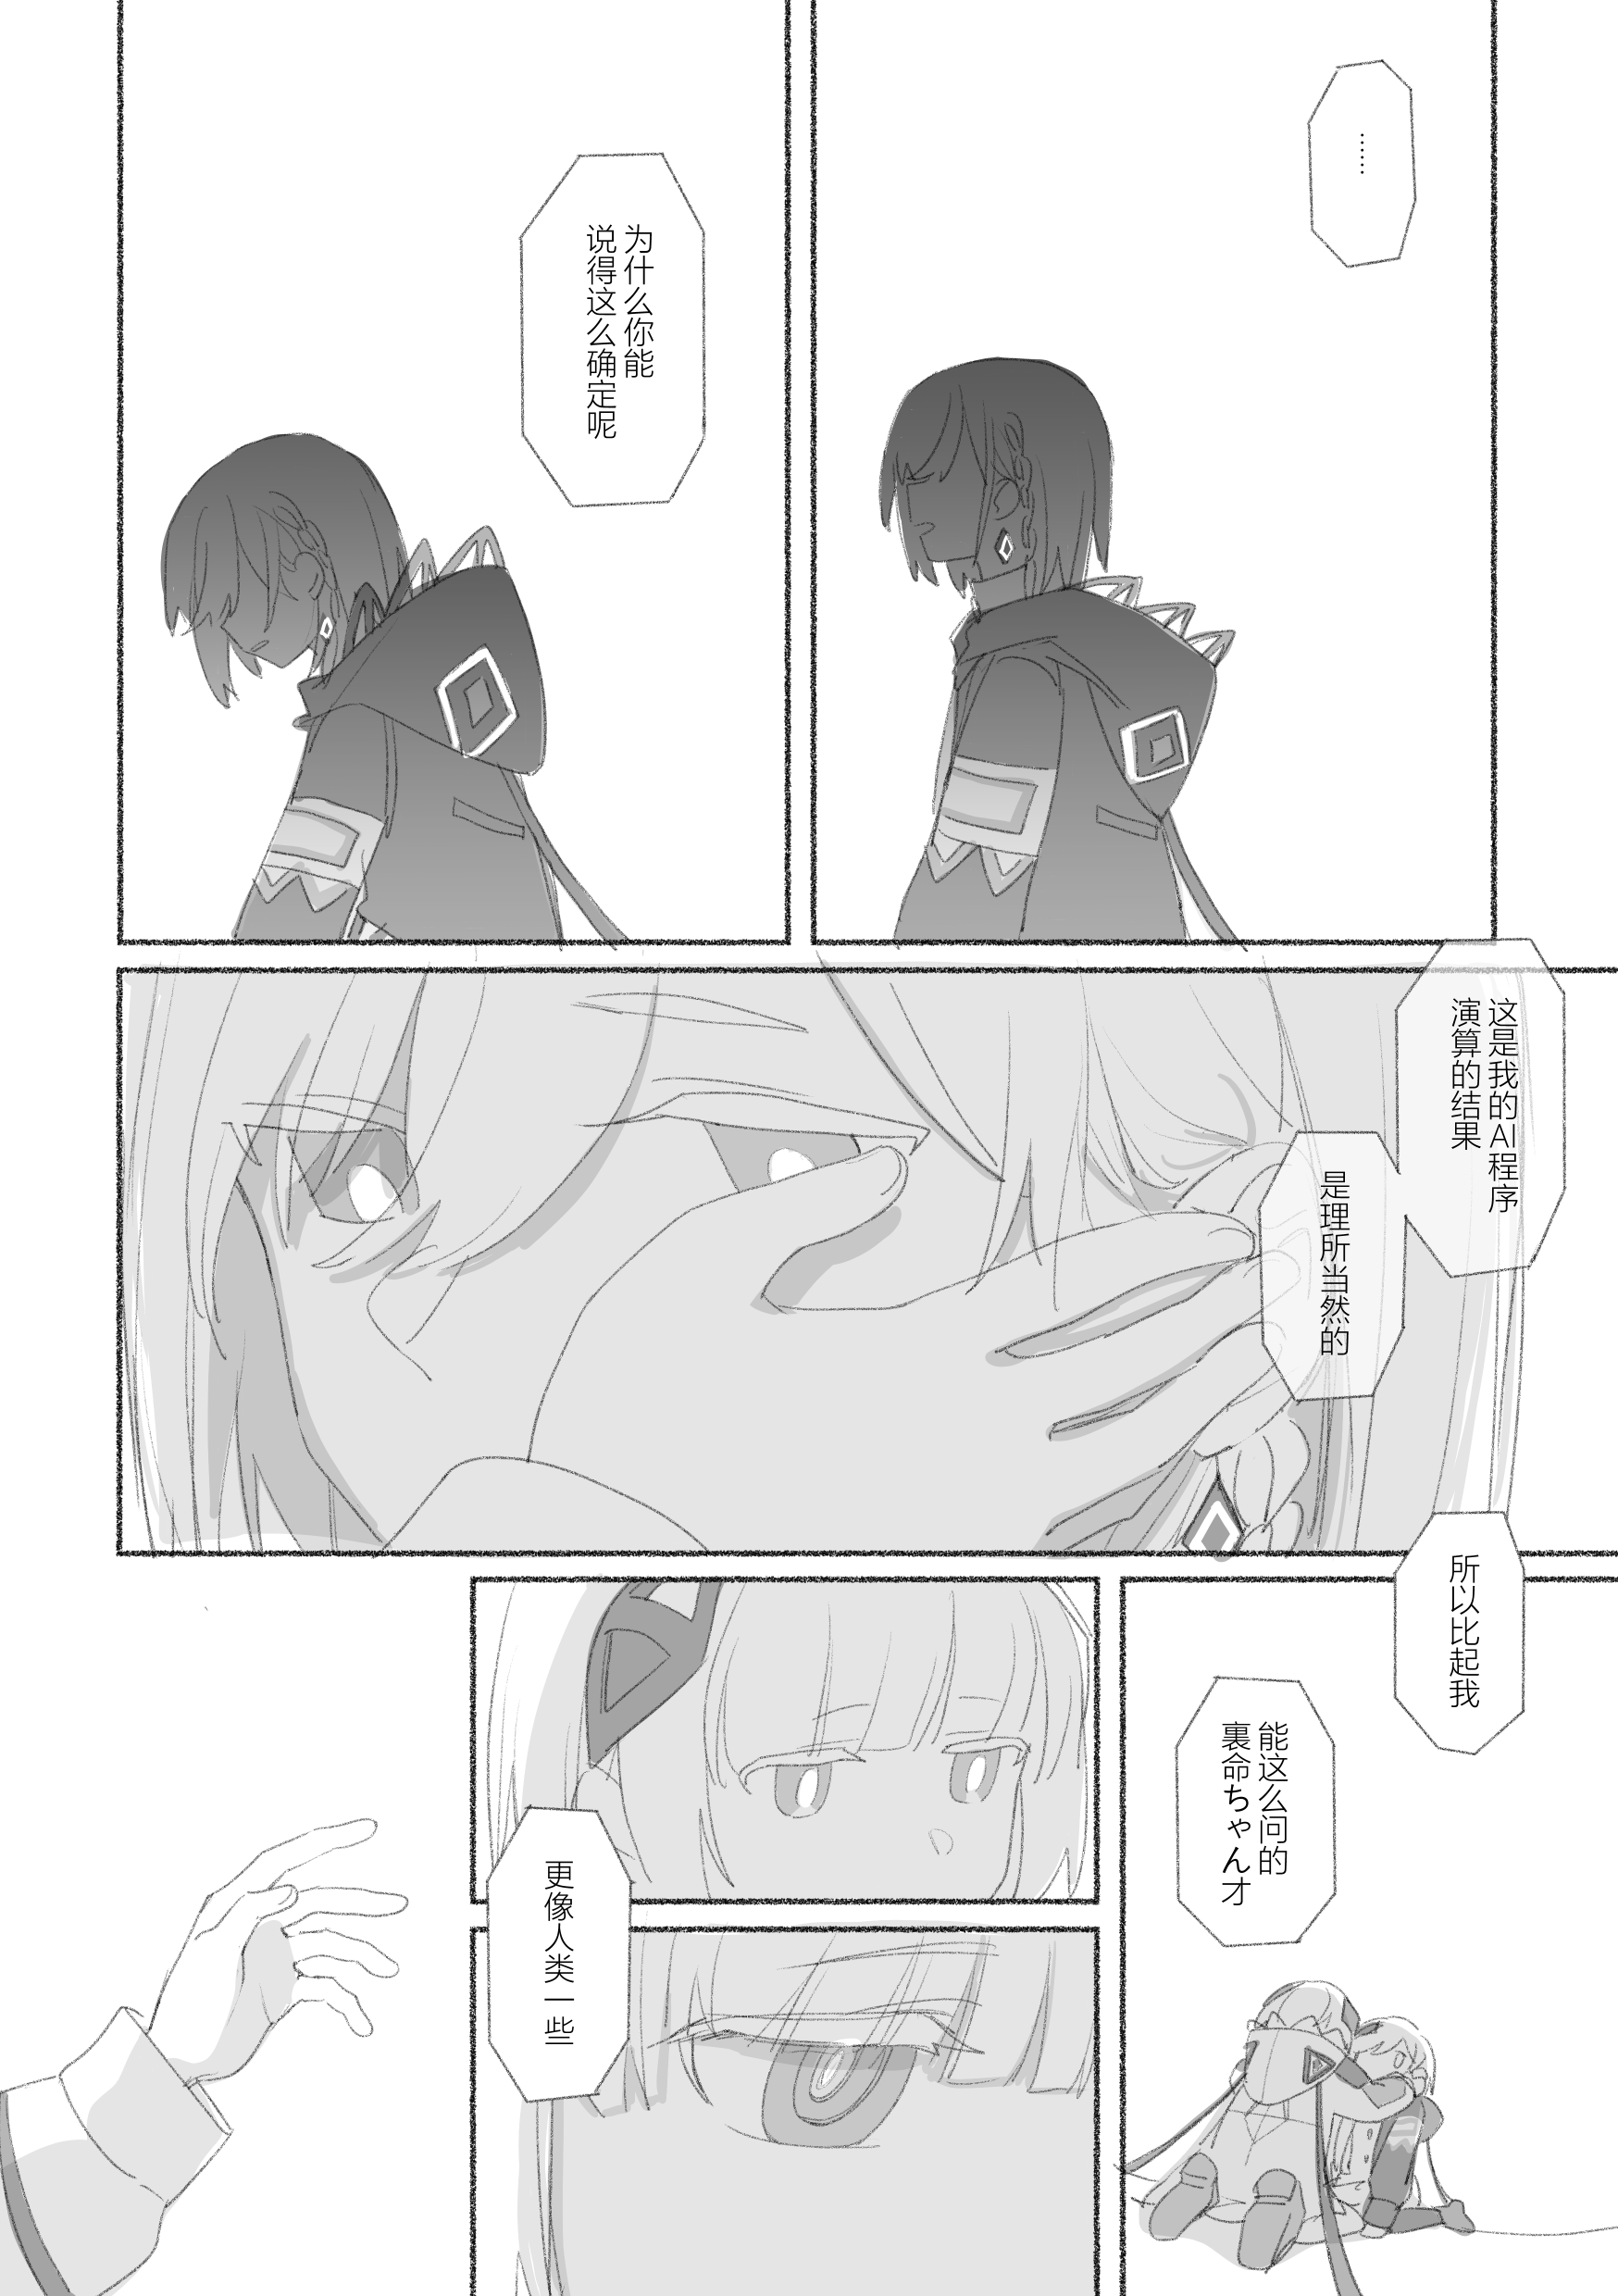 ……
为什么你能
说得这么确定呢
这是我的AI程序
演算的结果
是理所当然的
所以比起我
能这么问的
裏命ちゃん才
更像人类一些